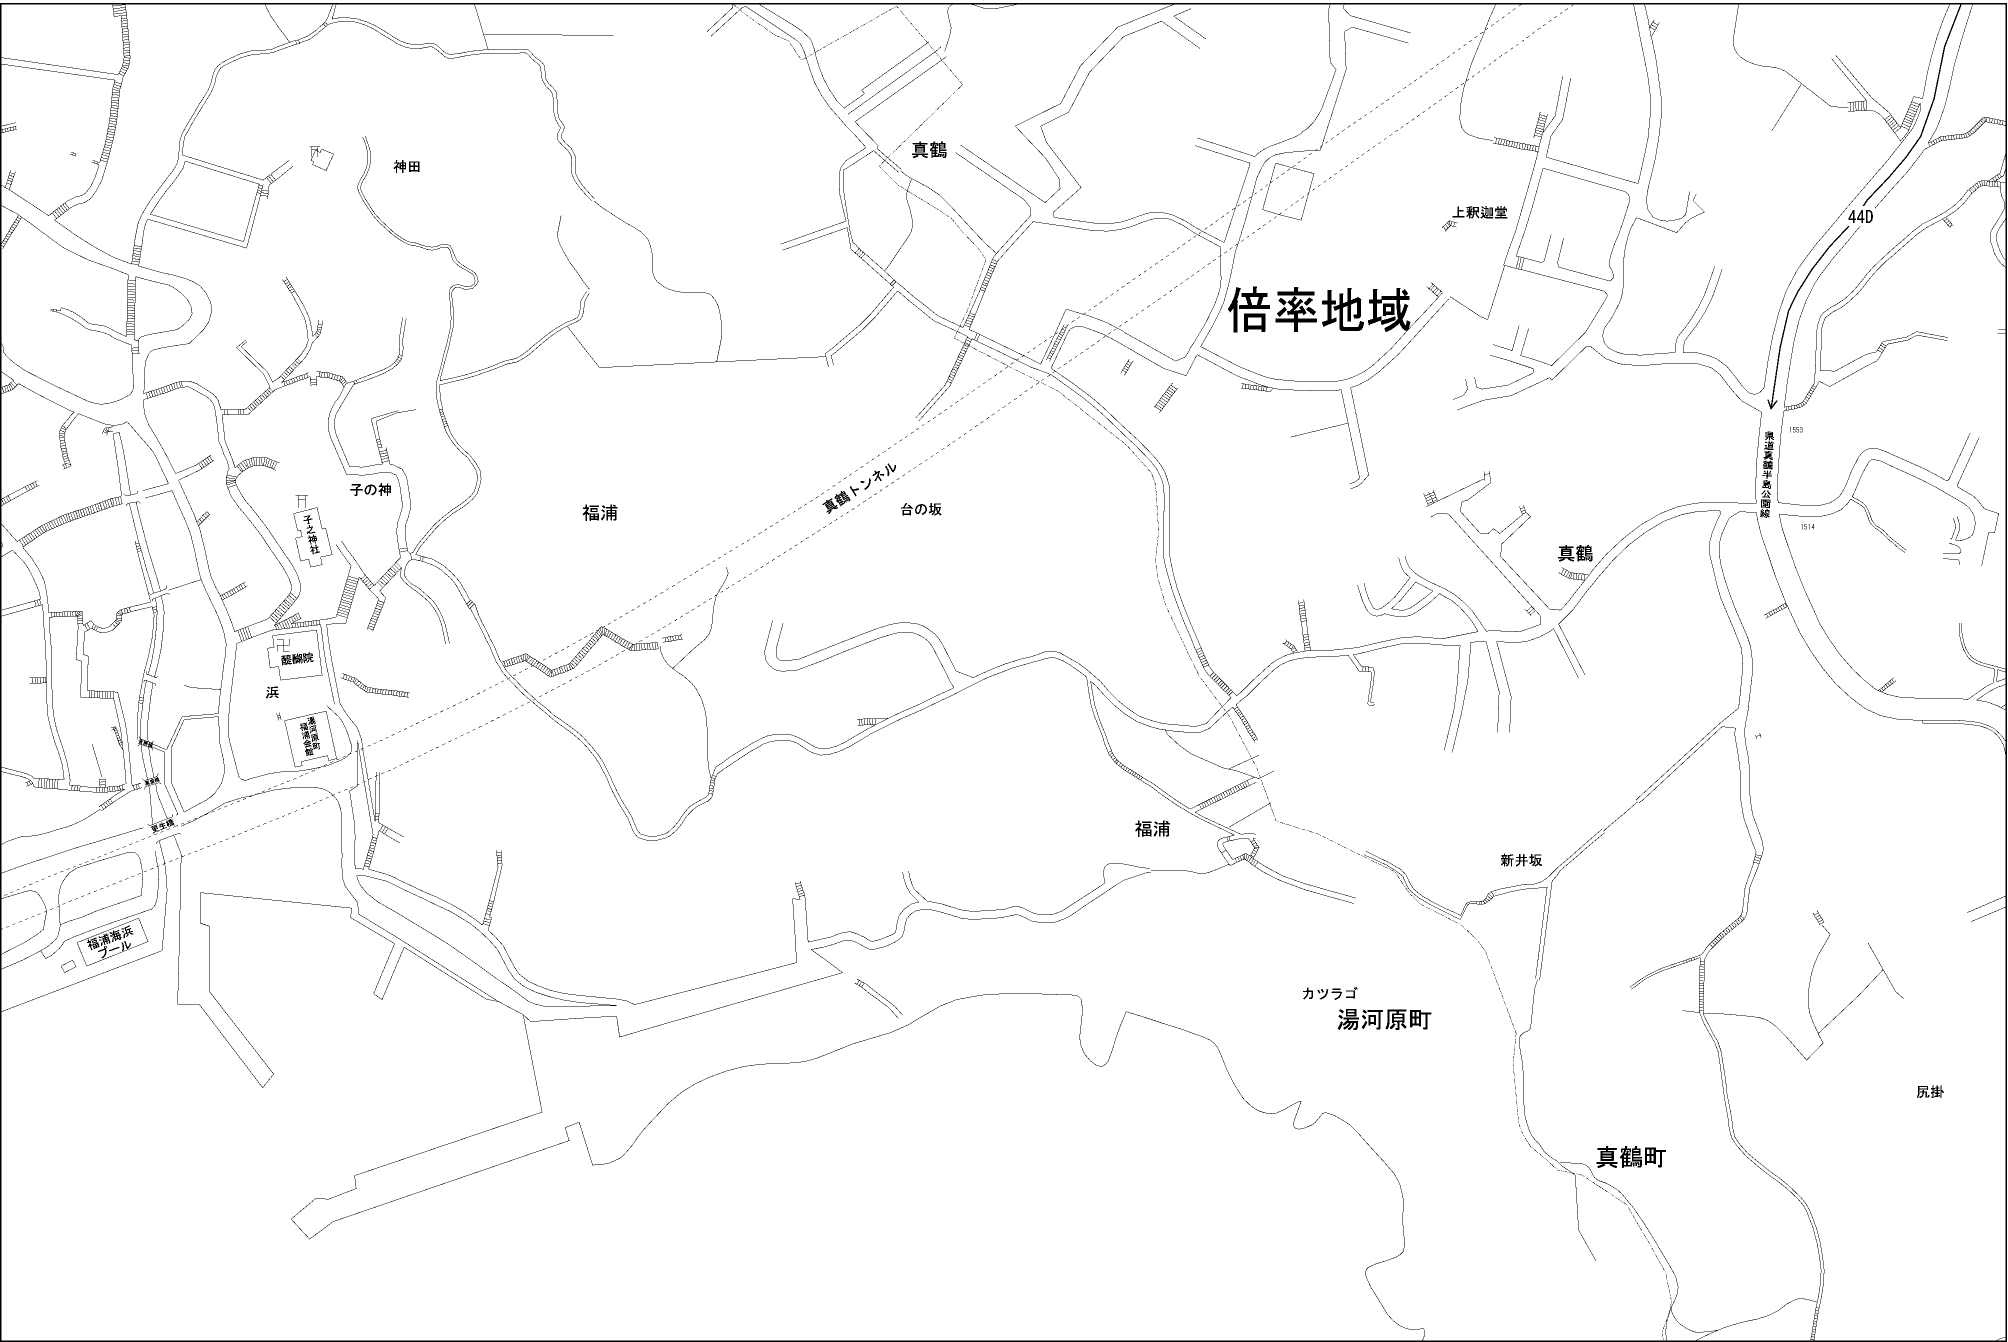 真鶴
神田
上釈迦堂
44D
倍率地域
県道真鶴半島公園線
1553
1514
子の神
福浦
真鶴トンネル
台の坂
子之神社
真鶴
醍醐院
浜
湯河原町
福浦会館
福浦
新井坂
福浦海浜
プール
カツラゴ
湯河原町
尻掛
真鶴町